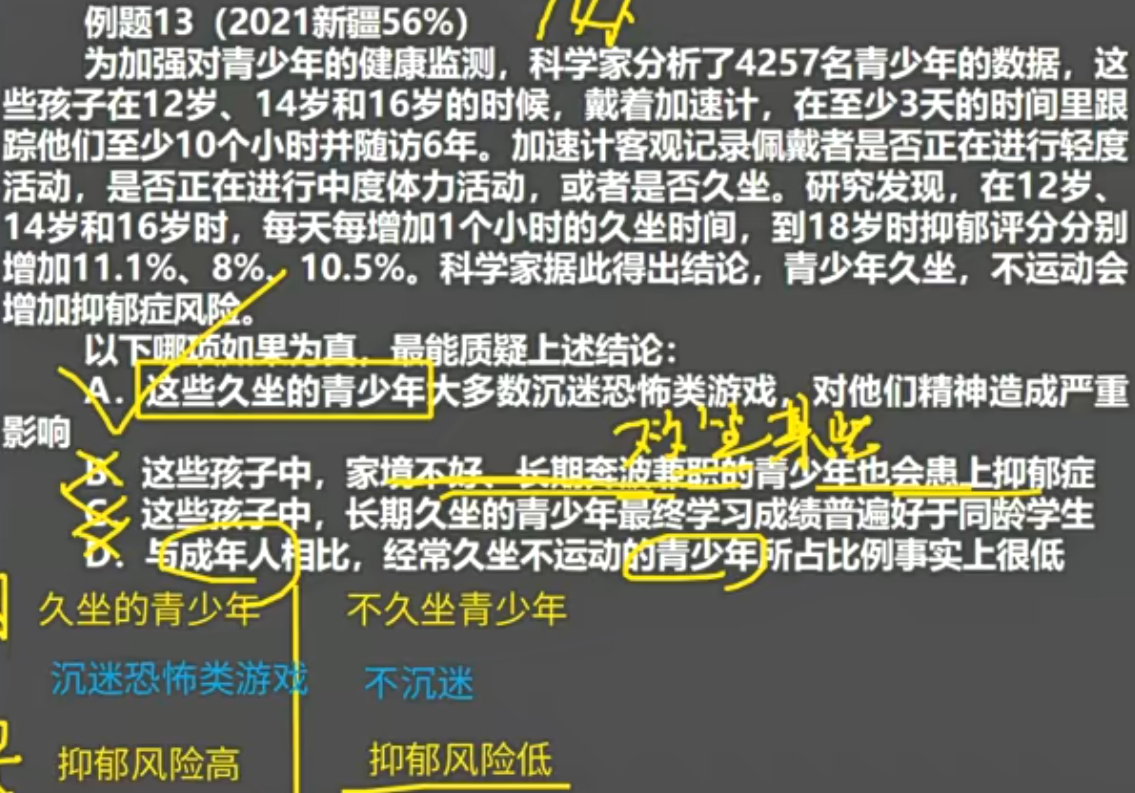 例题13（2021新疆56%）
为加强对青少年的健康监测，科学家分析了4257名青少年的数据，这
些孩子在12岁、14岁和16岁的时候，戴着加速计，在至少3天的时间里跟
踪他们至少10个小时并随访6年。加速计客观记录佩戴者是否正在进行轻度
活动，是否正在进行中度体力活动，或者是否久坐。研究发现，在12岁、
14岁和16岁时，每天每增加1个小时的久坐时间，到18岁时抑郁评分分别
增加11.1%、8%、10.5%。科学家据此得出结论，青少年久坐，不运动会
增加抑郁症风险。
以下哪项如果为真，最能质疑上述结论：
A．这些久坐的青少年大多数沉迷恐怖类游戏，对他们精神造成严重
影响
B．这些孩子中，家境不好、长期奔波兼职的青少年也会患上抑郁症
C．这些孩子中，长期久坐的青少年最终学习成绩普遍好于同龄学生
D．与成年人相比，经常久坐不运动的青少年所占比例事实上很低
久坐的青少年 不久坐青少年
沉迷恐怖类游戏 不沉迷
抑郁风险高 抑郁风险低